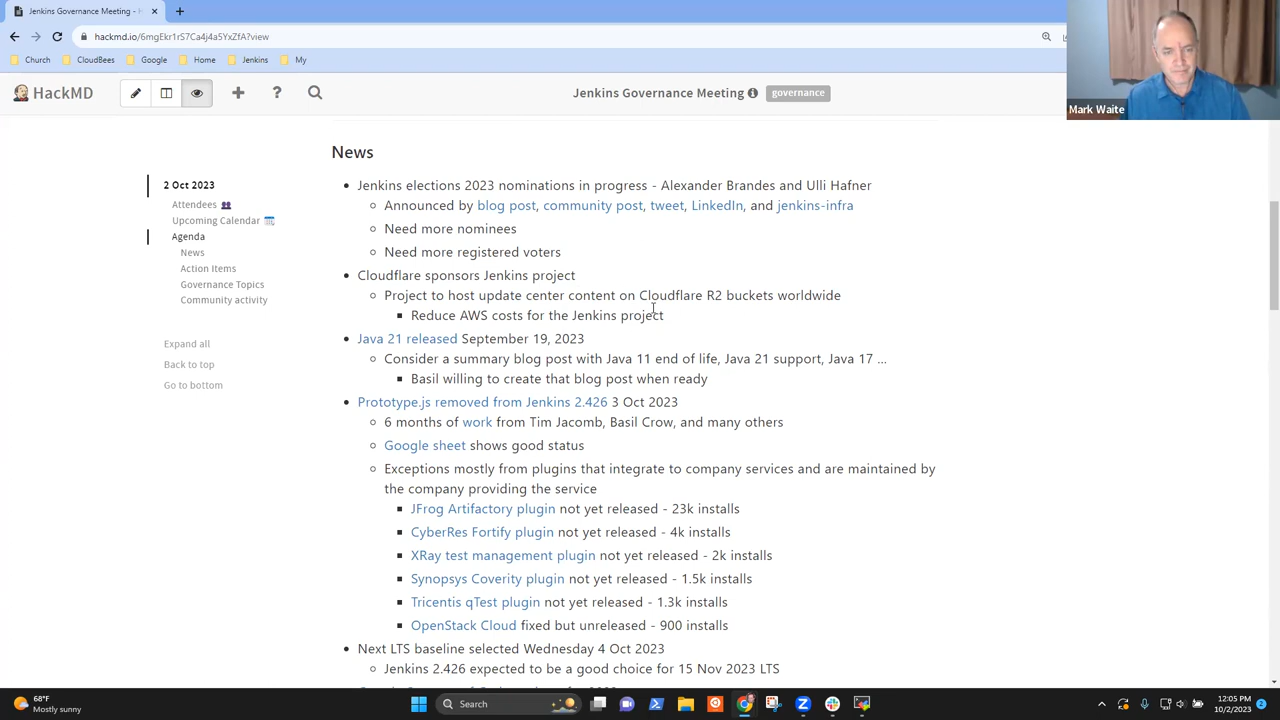 Jenkins Governance Meeting -
hackmd.io/6mgEkr1rS7Ca4j4a5YxZfA?view
Church
CloudBees
Google
Home
Jenkins
My
HackMD
Jenkins Governance Meeting
governance
Mark Waite
2 Oct 2023
Attendees
Upcoming Calendar
Agenda
News
Action Items
Governance Topics
Community activity
Expand all
Back to top
Go to bottom
News
Jenkins elections 2023 nominations in progress - Alexander Brandes and Ulli Hafner
Announced by blog post, community post, tweet, LinkedIn, and jenkins-infra
Need more nominees
Need more registered voters
Cloudflare sponsors Jenkins project
Project to host update center content on Cloudflare R2 buckets worldwide
Reduce AWS costs for the Jenkins project
Java 21 released September 19, 2023
Consider a summary blog post with Java 11 end of life, Java 21 support, Java 17 ...
Basil willing to create that blog post when ready
Prototype.js removed from Jenkins 2.426 3 Oct 2023
6 months of work from Tim Jacomb, Basil Crow, and many others
Google sheet shows good status
Exceptions mostly from plugins that integrate to company services and are maintained by
the company providing the service
JFrog Artifactory plugin not yet released - 23k installs
CyberRes Fortify plugin not yet released - 4k installs
XRay test management plugin not yet released - 2k installs
Synopsys Coverity plugin not yet released - 1.5k installs
Tricentis qTest plugin not yet released - 1.3k installs
OpenStack Cloud fixed but unreleased - 900 installs
Next LTS baseline selected Wednesday 4 Oct 2023
Jenkins 2.426 expected to be a good choice for 15 Nov 2023 LTS
68°F
Mostly sunny
Search
12:05 PM
10/2/2023